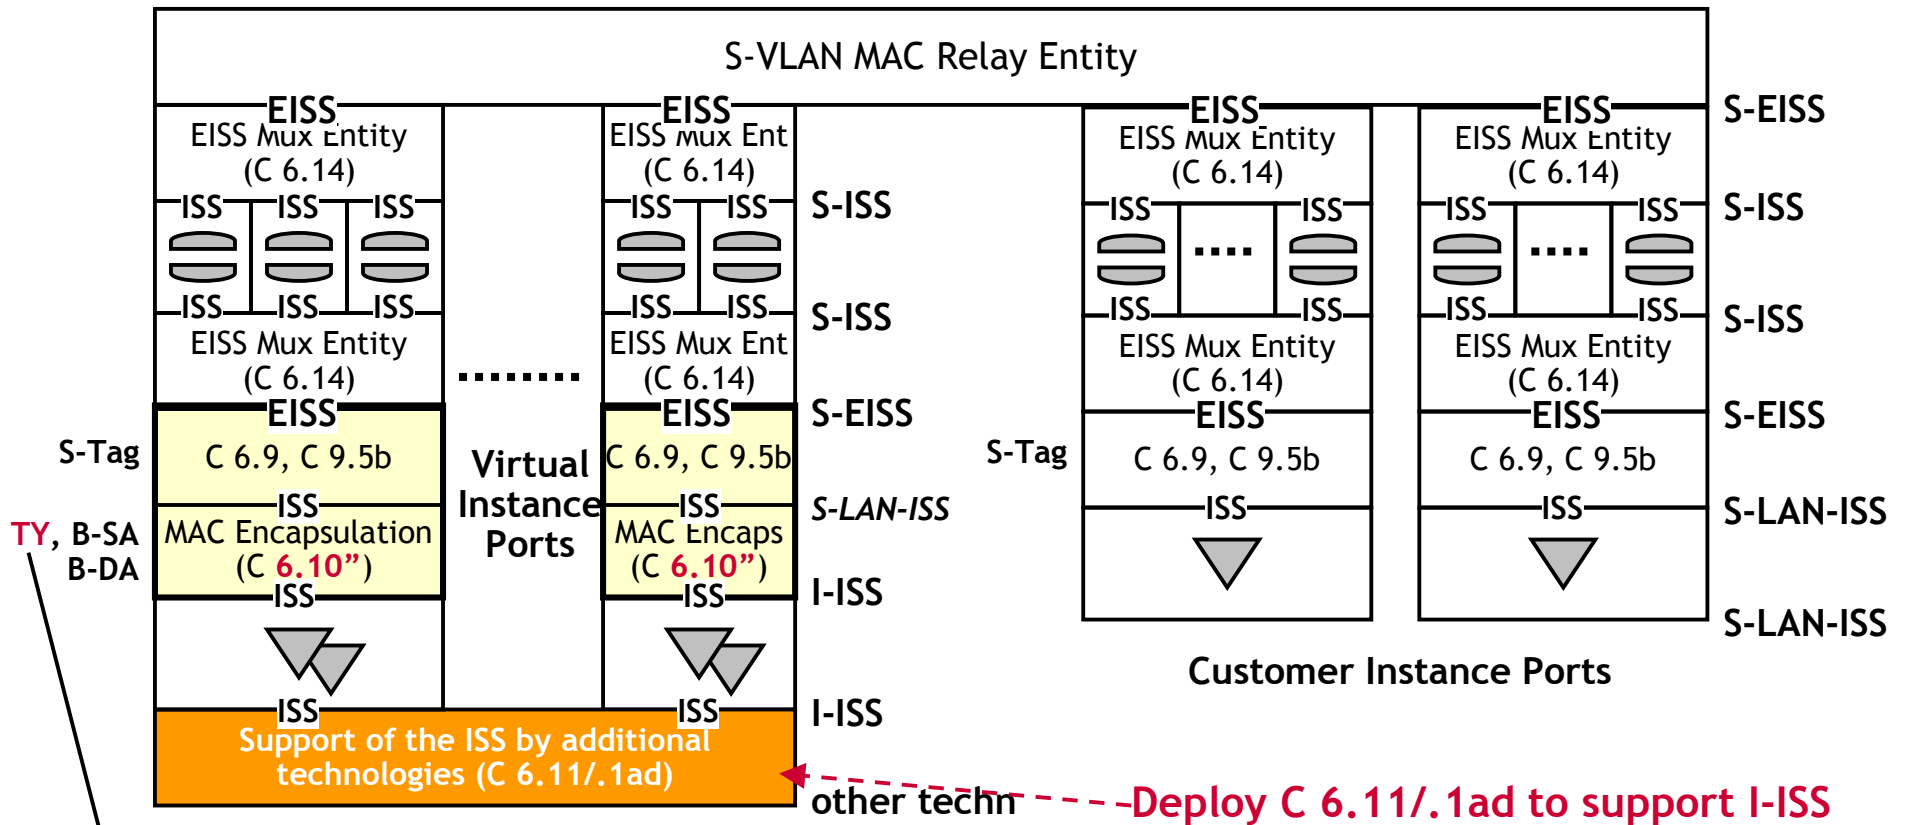 S-VLAN MAC Relay Entity
EISS EISS EISS EISS S-EISS
EISS Mux Entity EISS Mux Ent EISS Mux Entity EISS Mux Entity
(C 6.14) (C 6.14) (C 6.14) (C 6.14)
ISS ISS ISS ISS ISS S-ISS ISS ISS ISS ISS S-ISS
.... ....
ISS ISS ISS ISS ISS S-ISS ISS ISS ISS ISS S-ISS
EISS Mux Entity EISS Mux Ent EISS Mux Entity EISS Mux Entity
(C 6.14) ........ (C 6.14) (C 6.14) (C 6.14)
EISS EISS S-EISS EISS EISS S-EISS
S-Tag C 6.9, C 9.5b C 6.9, C 9.5b S-Tag C 6.9, C 9.5b C 6.9, C 9.5b
Virtual
Instance
Ports
ISS ISS S-LAN-ISS ISS ISS S-LAN-ISS
TY, B-SA MAC Encapsulation MAC Encaps
B-DA (C 6.10”) (C 6.10”)
ISS ISS I-ISS
S-LAN-ISS
Customer Instance Ports
ISS ISS I-ISS
Support of the ISS by additional
technologies (C 6.11/.1ad)
other techn Deploy C 6.11/.1ad to support I-ISS